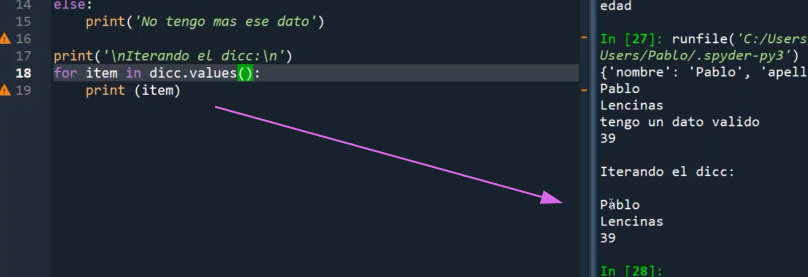 14 else:
15 print('No tengo mas ese dato')
16
17 print('\nIterando el dicc:\n')
18 for item in dicc.values():
19 print (item)
edad
In [27]: runfile('C:/Users
Users/Pablo/.spyder-py3')
{'nombre': 'Pablo', 'apell
Pablo
Lencinas
tengo un dato valido
39
Iterando el dicc:
Pablo
Lencinas
39
In [28]: